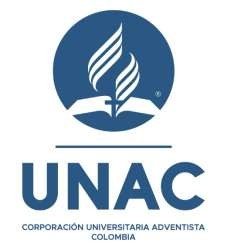 ®
UNAC
CORPORACIÓN UNIVERSITARIA ADVENTISTA
COLOMBIA